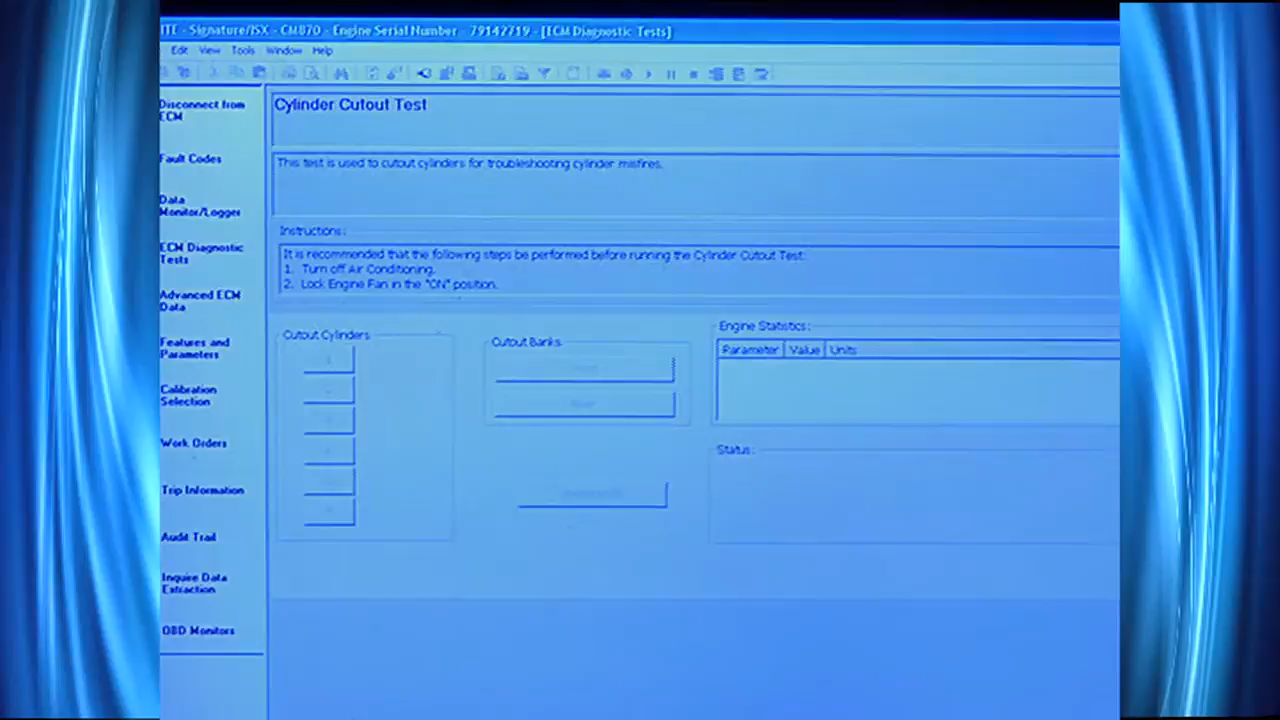 ITE - Signature/ISX - CM870 - Engine Serial Number - 79142719 - [ECM Diagnostic Tests]
Edit View Tools Window Help
Disconnect from
ECM
Fault Codes
Data
Monitor/Logger
ECM Diagnostic
Tests
Advanced ECM
Data
Features and
Parameters
Calibration
Selection
Work Orders
Trip Information
Audit Trail
Inquire Data
Extraction
OBD Monitors
Cylinder Cutout Test
This test is used to cutout cylinders for troubleshooting cylinder misfires.
Instructions:
It is recommended that the following steps be performed before running the Cylinder Cutout Test:
1. Turn off Air Conditioning.
2. Lock Engine Fan in the "ON" position.
Cutout Cylinders
Cutout Banks
Engine Statistics:
Parameter Value Units
Status: